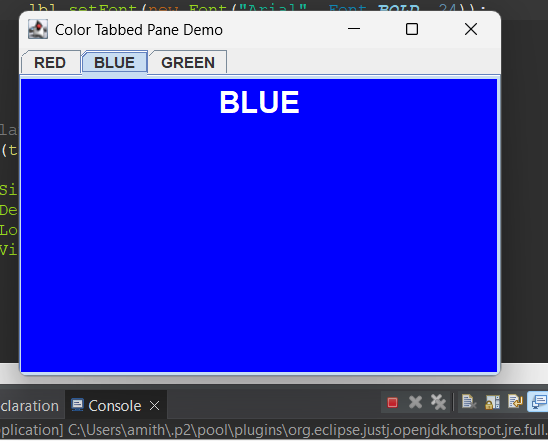 lbl.setFont(new Font("Arial", Font.BOLD, 24));
Color Tabbed Pane Demo
RED BLUE GREEN
BLUE
la
(t
Si
De
Lo
Vi
claration Console
plication] C:\Users\amith\.p2\pool\plugins\org.eclipse.justj.openjdk.hotspot.jre.full.